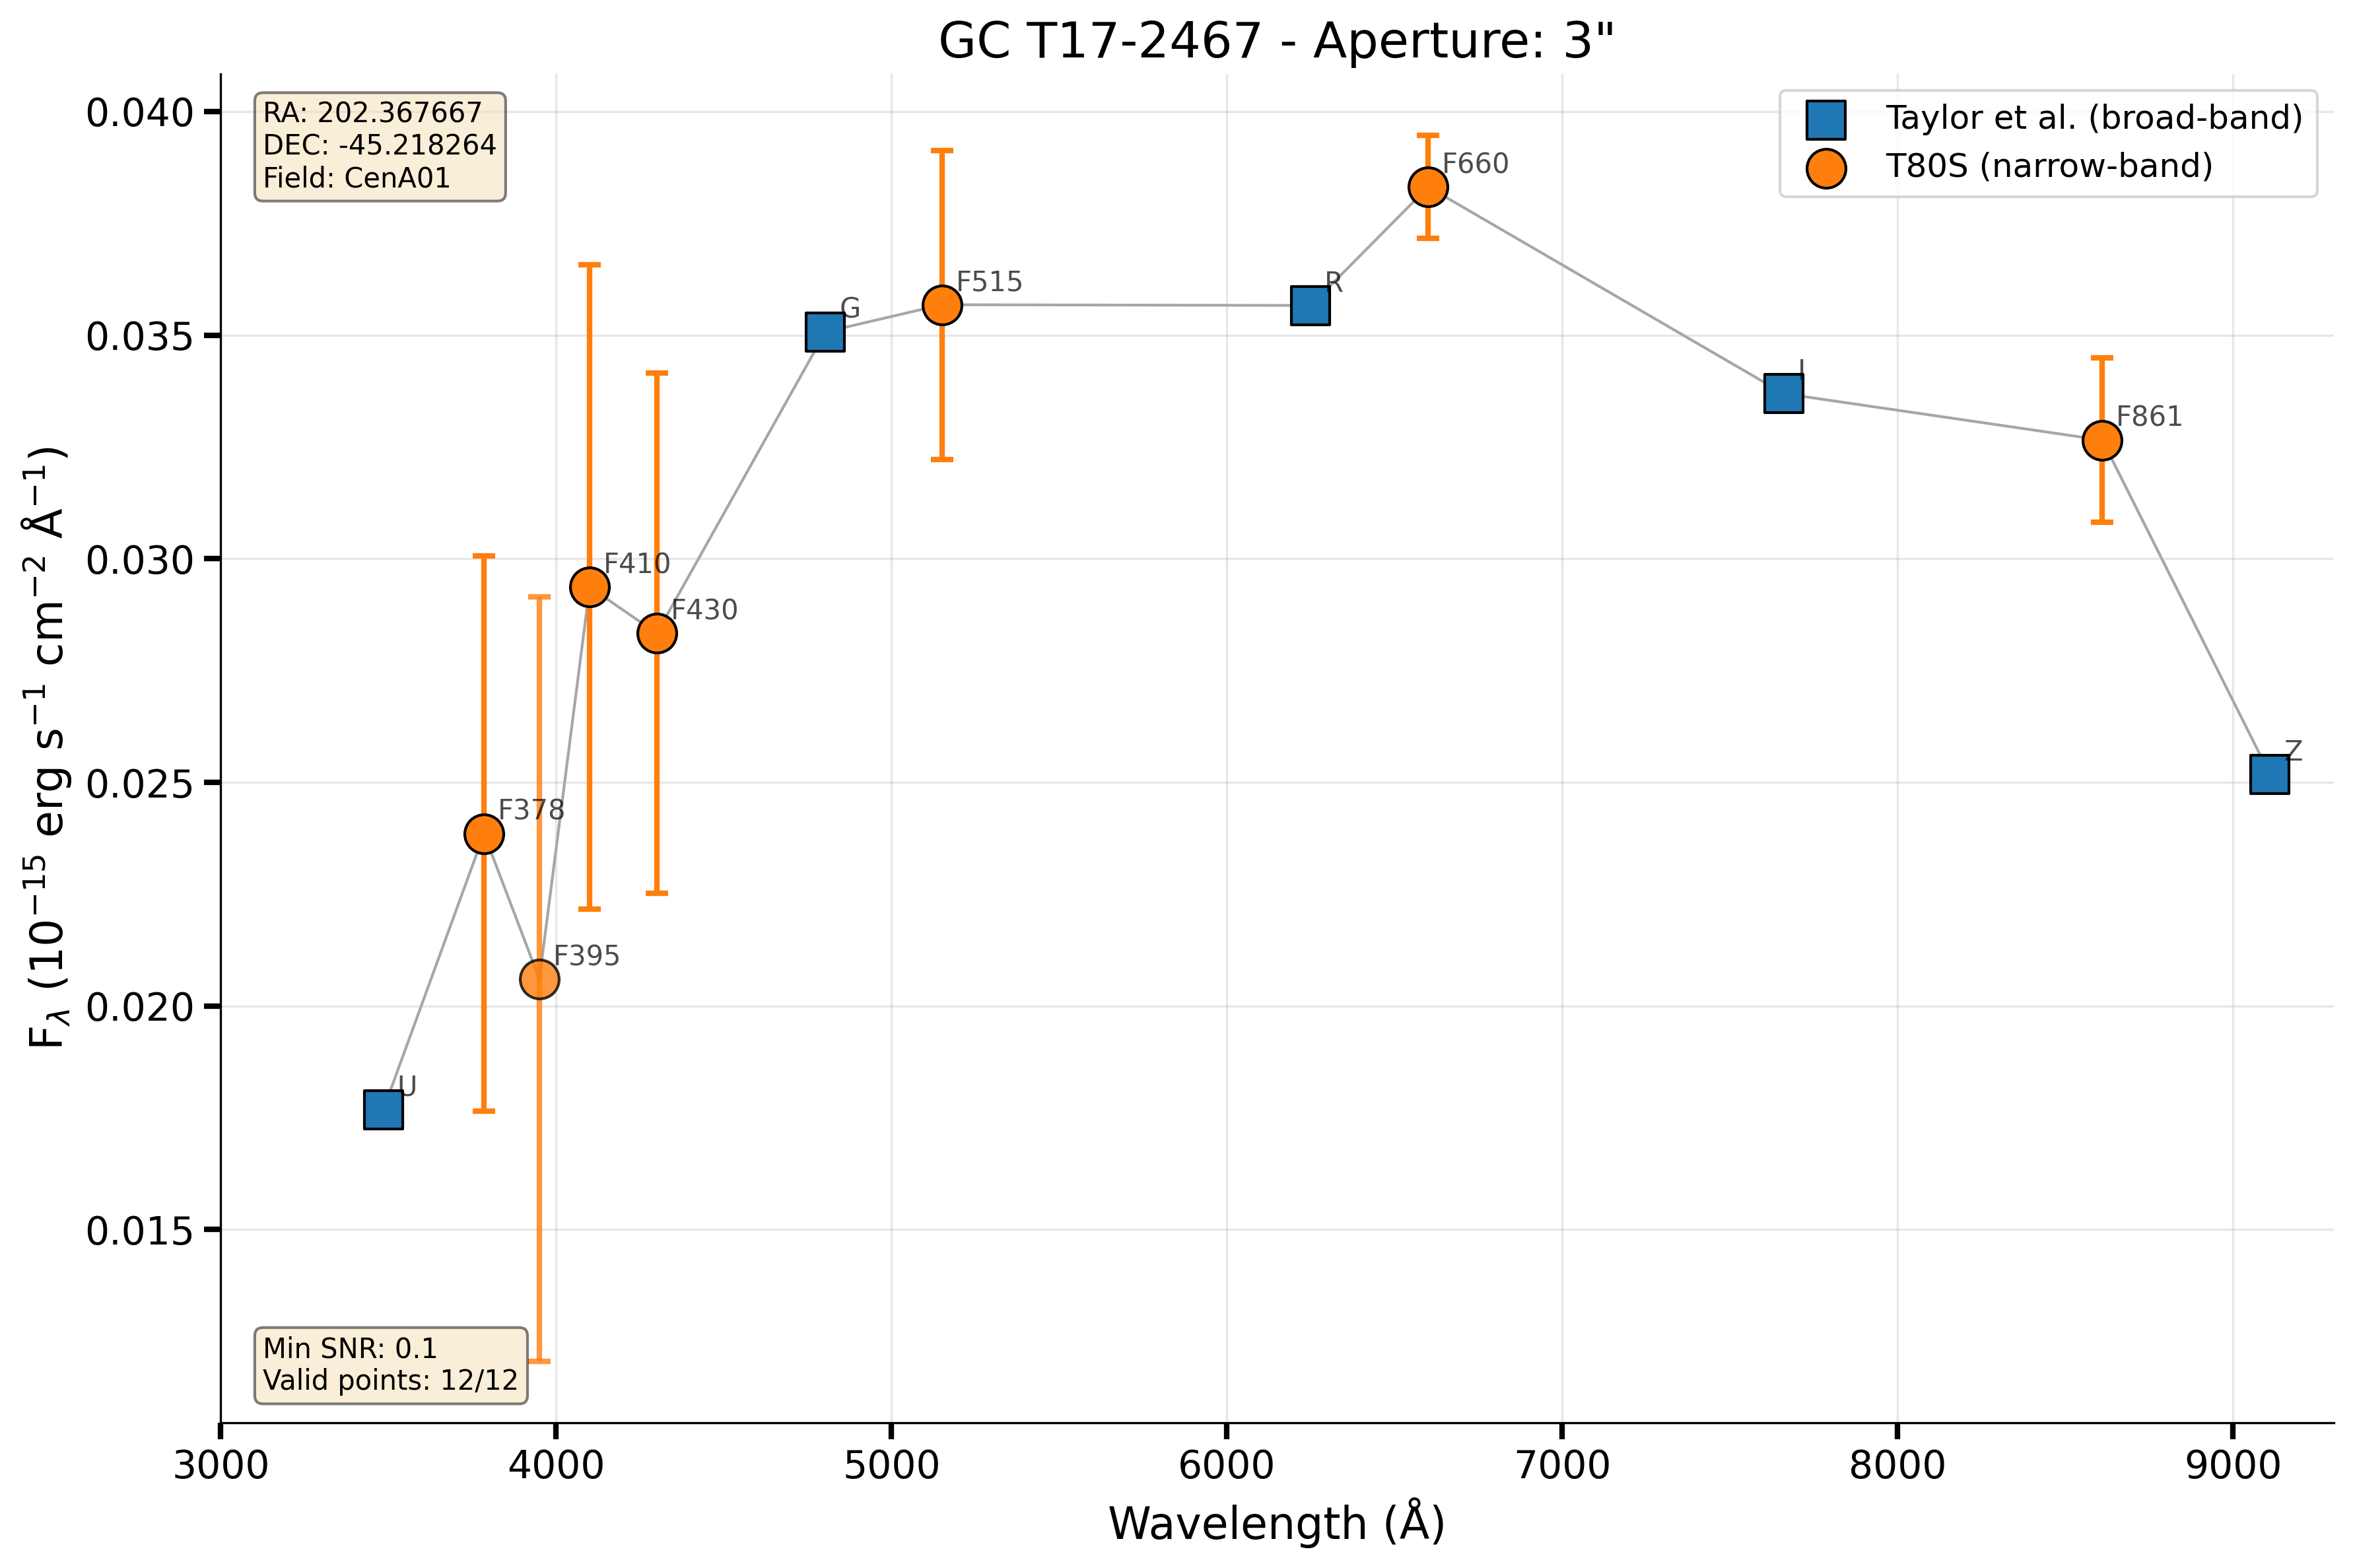 GC T17-2467 - Aperture: 3"
RA: 202.367667
DEC: -45.218264
Field: CenA01
Taylor et al. (broad-band)
T80S (narrow-band)
F660
F515
R
G
I
F861
F410
F430
Z
F378
F395
U
0.040
0.035
0.030
0.025
0.020
0.015
F_λ (10⁻¹⁵ erg s⁻¹ cm⁻² Å⁻¹)
Min SNR: 0.1
Valid points: 12/12
3000 4000 5000 6000 7000 8000 9000
Wavelength (Å)